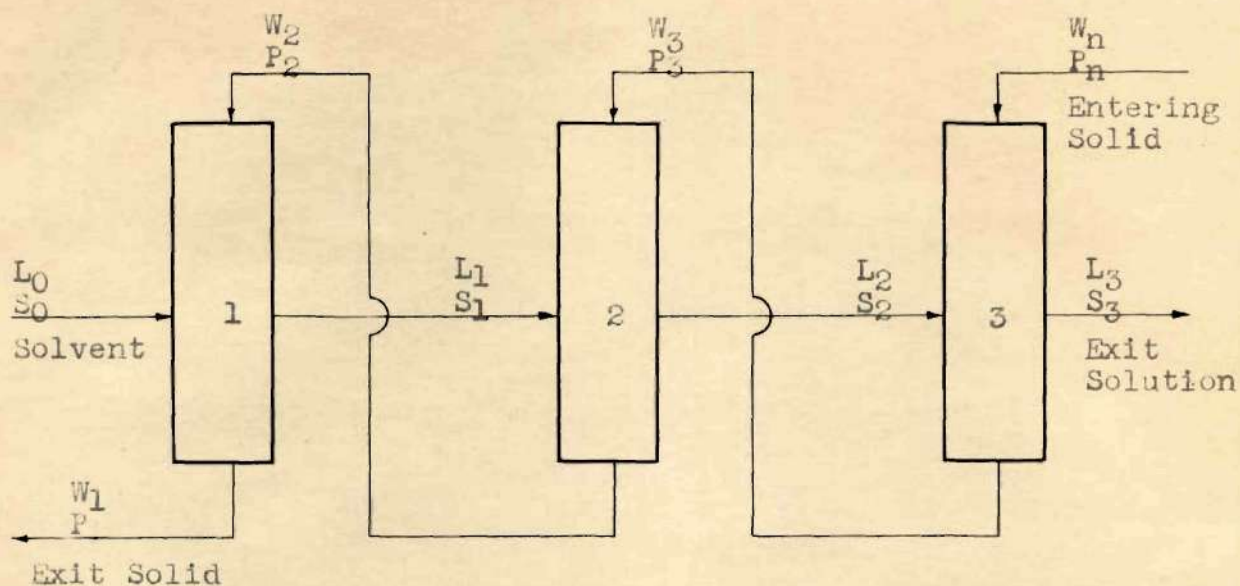 W2
P2
W3
P3
Wn
Pn
Entering
Solid
L0
S0
Solvent
1
L1
S1
2
L2
S2
3
L3
S3
Exit
Solution
W1
P
Exit Solid